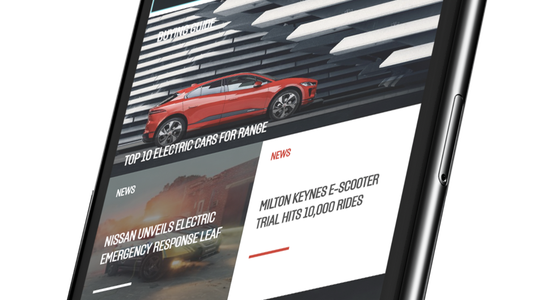 BUYING GUIDE
TOP 10 ELECTRIC CARS FOR RANGE
NEWS
NISSAN UNVEILS ELECTRIC
EMERGENCY RESPONSE LEAF
NEWS
MILTON KEYNES E-SCOOTER
TRIAL HITS 10,000 RIDES